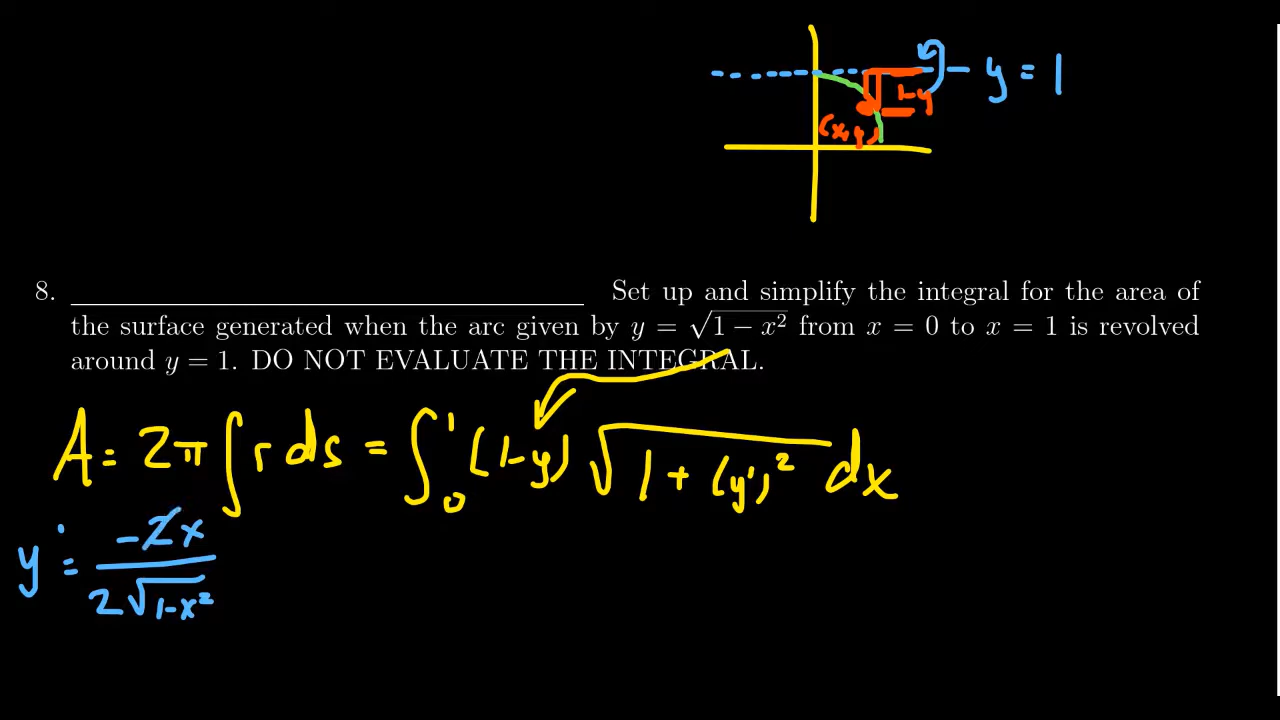 y = 1
1-y
(x,y)
8. ____________________ Set up and simplify the integral for the area of
the surface generated when the arc given by y = √(1 − x²) from x = 0 to x = 1 is revolved
around y = 1. DO NOT EVALUATE THE INTEGRAL.
A = 2π ∫ r ds = ∫₀¹ (1-y) √(1 + (y')²) dx
y' = -2x / (2√(1-x²))